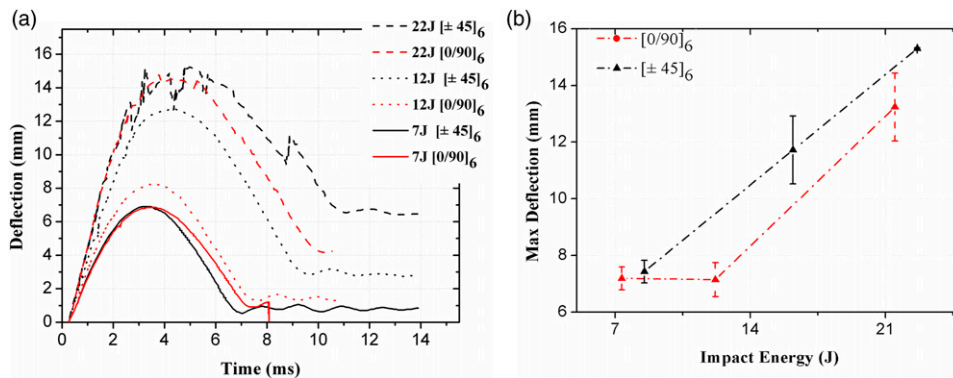 (a)
22J [± 45]6
22J [0/90]6
12J [± 45]6
12J [0/90]6
7J [± 45]6
7J [0/90]6
Deflection (mm)
16
14
12
10
8
6
4
2
0
0 2 4 6 8 10 12 14
Time (ms)
(b)
[0/90]6
[± 45]6
Max Deflection (mm)
16
14
12
10
8
6
7 14 21
Impact Energy (J)